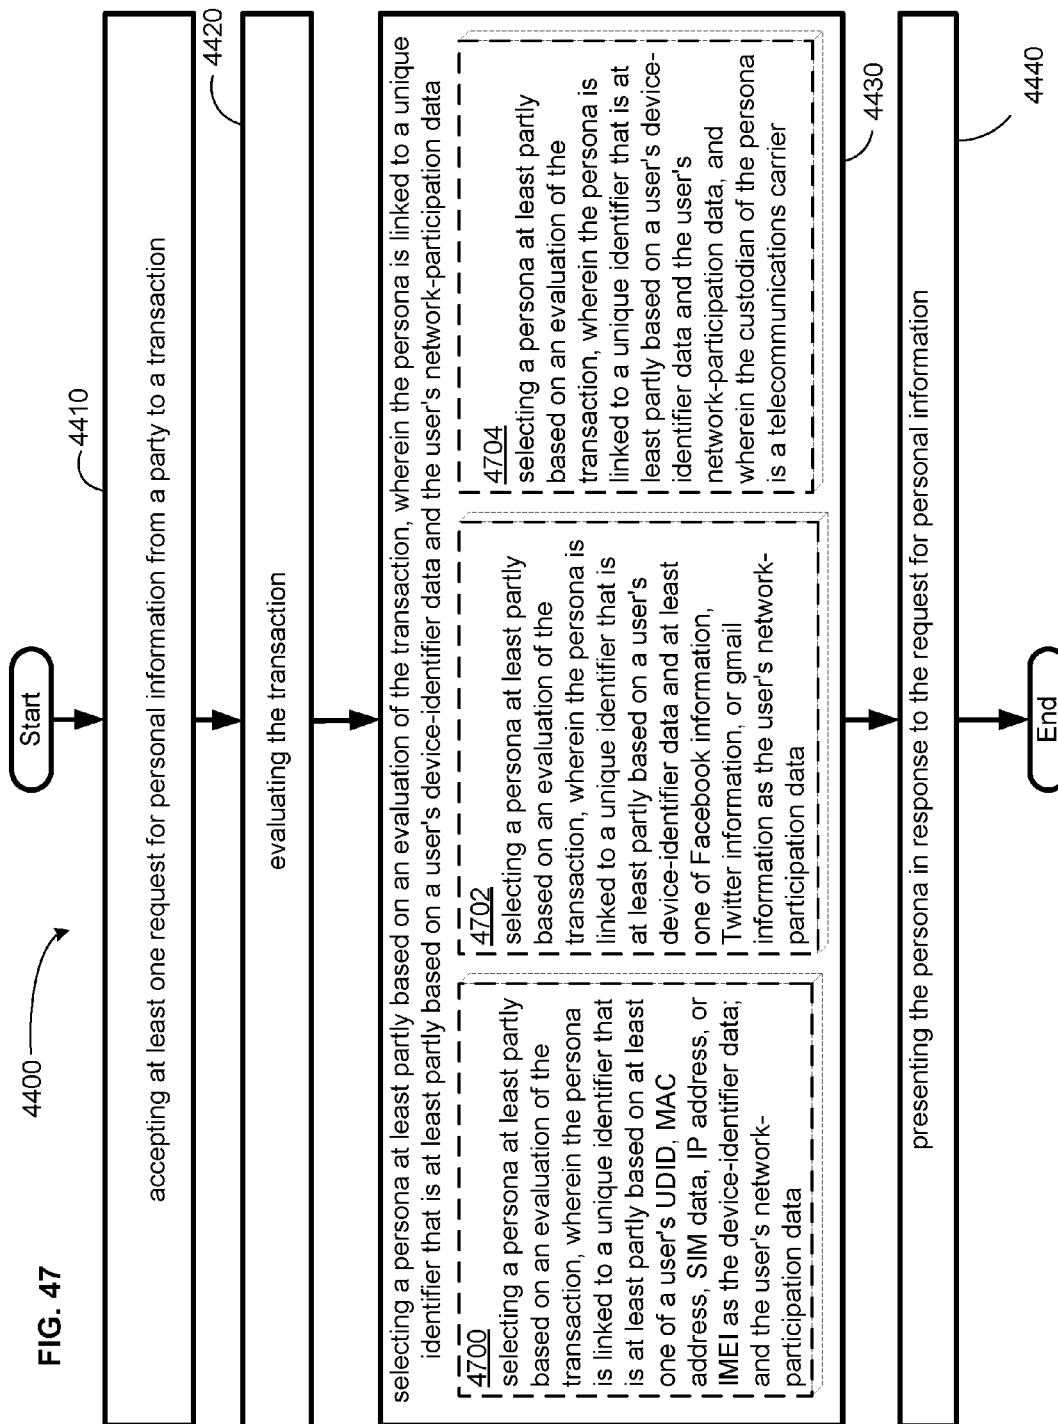 FIG. 47
4400
Start
4410
accepting at least one request for personal information from a party to a transaction
4420
evaluating the transaction
selecting a persona at least partly based on an evaluation of the transaction, wherein the persona is linked to a unique
identifier that is at least partly based on a user's device-identifier data and the user's network-participation data
4700
selecting a persona at least partly
based on an evaluation of the
transaction, wherein the persona
is linked to a unique identifier that
is at least partly based on at least
one of a user's UDID, MAC
address, SIM data, IP address, or
IMEI as the device-identifier data;
and the user's network-
participation data
4702
selecting a persona at least partly
based on an evaluation of the
transaction, wherein the persona is
linked to a unique identifier that is
at least partly based on a user's
device-identifier data and at least
one of Facebook information,
Twitter information, or gmail
information as the user's network-
participation data
4704
selecting a persona at least partly
based on an evaluation of the
transaction, wherein the persona is
linked to a unique identifier that is at
least partly based on a user's device-
identifier data and the user's
network-participation data, and
wherein the custodian of the persona
is a telecommunications carrier
4430
presenting the persona in response to the request for personal information
4440
End